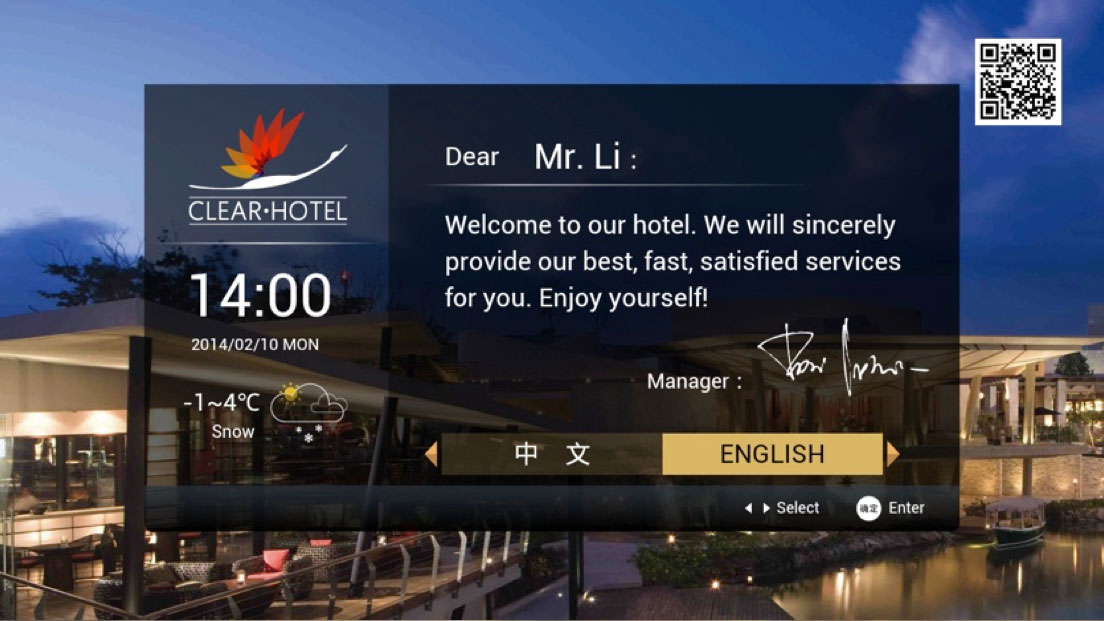 CLEAR·HOTEL
14:00
2014/02/10 MON
-1~4℃
Snow
Dear Mr. Li :
Welcome to our hotel. We will sincerely
provide our best, fast, satisfied services
for you. Enjoy yourself!
Manager :
中 文
ENGLISH
Select
确定 Enter